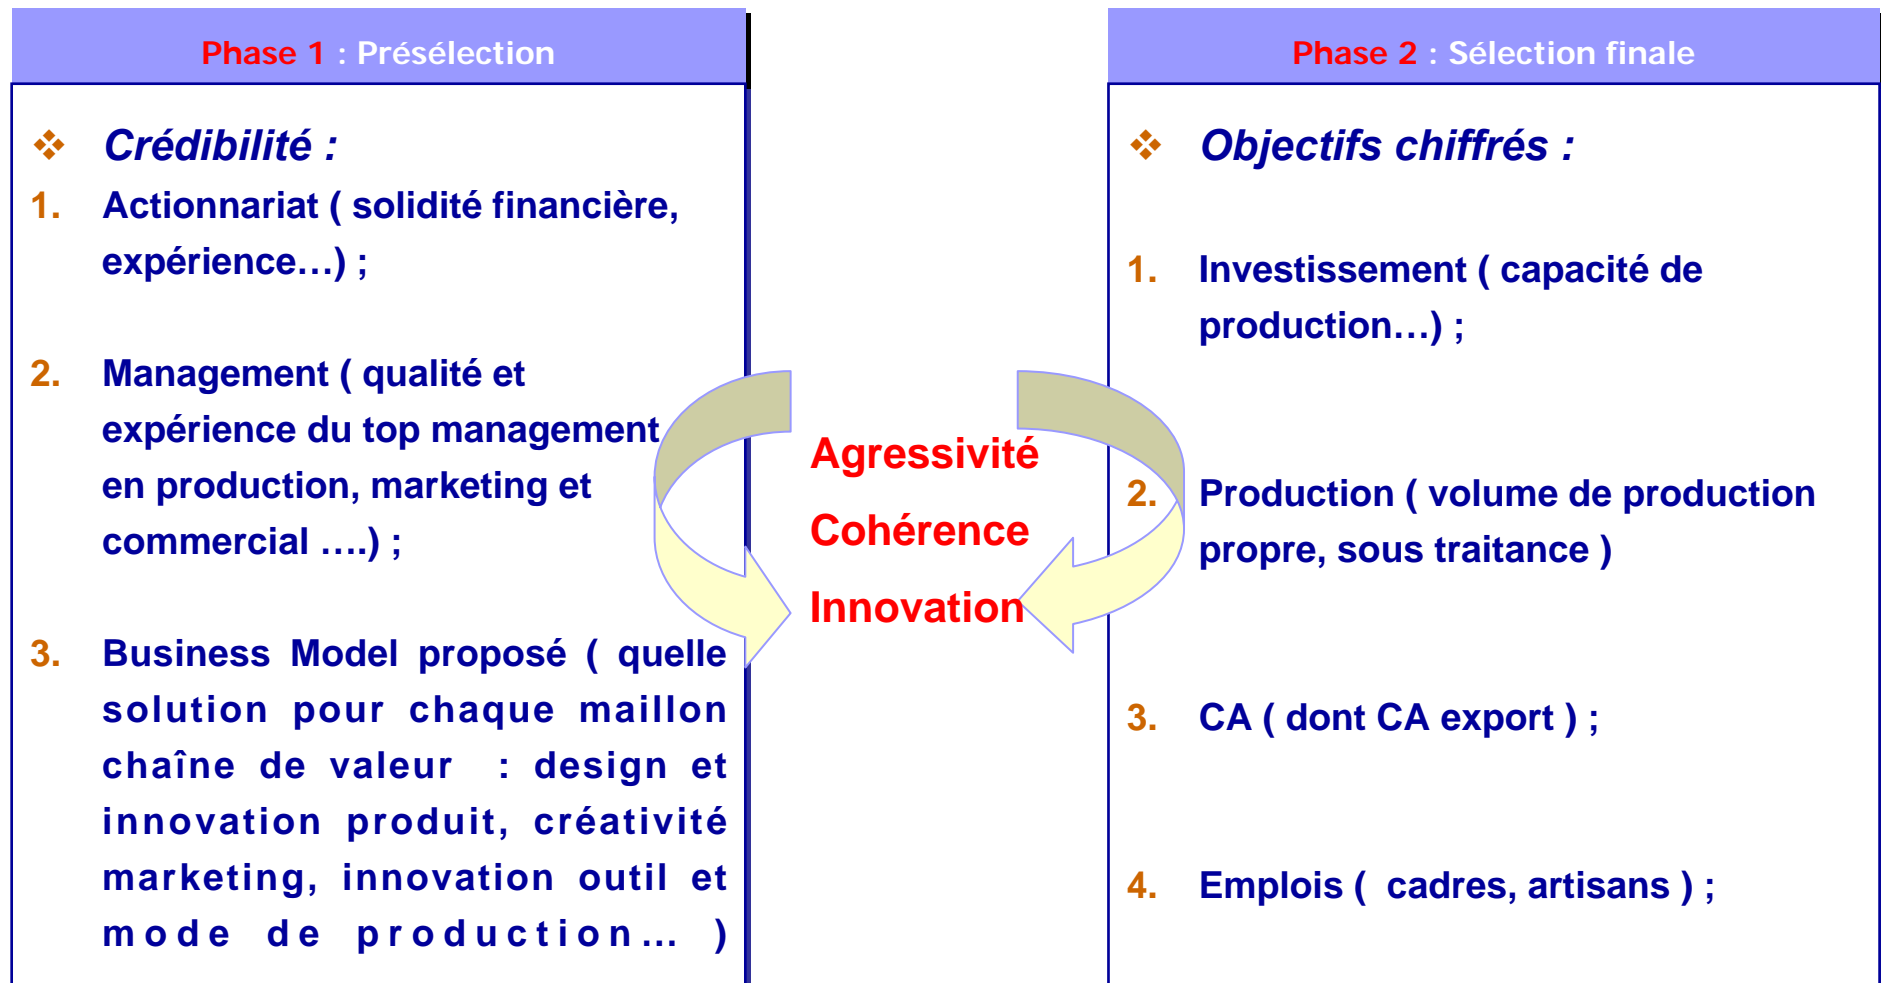 Phase 1 : Présélection
❖ Crédibilité :
1. Actionnariat ( solidité financière,
expérience…) ;
2. Management ( qualité et
expérience du top management
en production, marketing et
commercial ….) ;
3. Business Model proposé ( quelle
solution pour chaque maillon
chaîne de valeur : design et
innovation produit, créativité
marketing, innovation outil et
mode de production… )
Agressivité
Cohérence
Innovation
Phase 2 : Sélection finale
❖ Objectifs chiffrés :
1. Investissement ( capacité de
production…) ;
2. Production ( volume de production
propre, sous traitance )
3. CA ( dont CA export ) ;
4. Emplois ( cadres, artisans ) ;